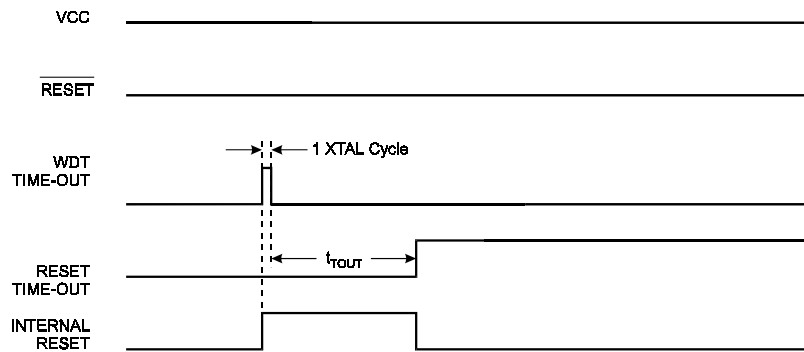 VCC
RESET
1 XTAL Cycle
WDT
TIME-OUT
tTOUT
RESET
TIME-OUT
INTERNAL
RESET